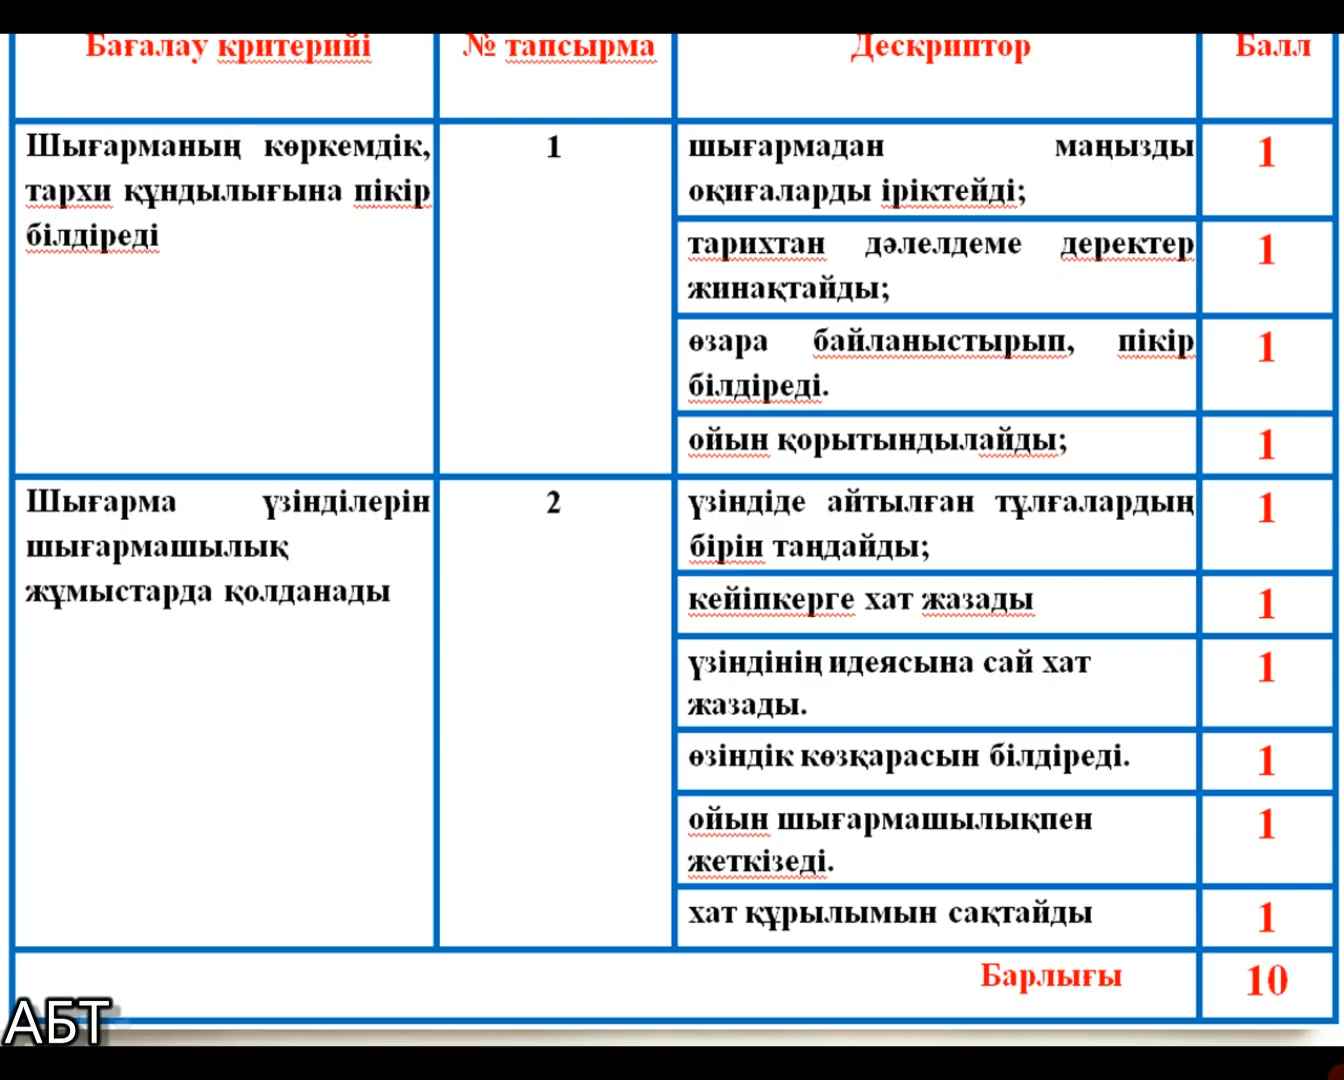 Бағалау критерийі № тапсырма Дескриптор Балл
Шығарманың көркемдік,
тархи құндылығына пікір
білдіреді
1
шығармадан маңызды
оқиғаларды іріктейді;
1
тарихтан дәлелдеме деректер
жинақтайды;
1
өзара байланыстырып, пікір
білдіреді.
1
ойын қорытындылайды;
1
Шығарма үзінділерін
шығармашылық
жұмыстарда қолданады
2
үзіндіде айтылған тұлғалардың
бірін таңдайды;
1
кейіпкерге хат жазады
1
үзіндінің идеясына сай хат
жазады.
1
өзіндік көзқарасын білдіреді.
1
ойын шығармашылықпен
жеткізеді.
1
хат құрылымын сақтайды
1
Барлығы 10
АБТ